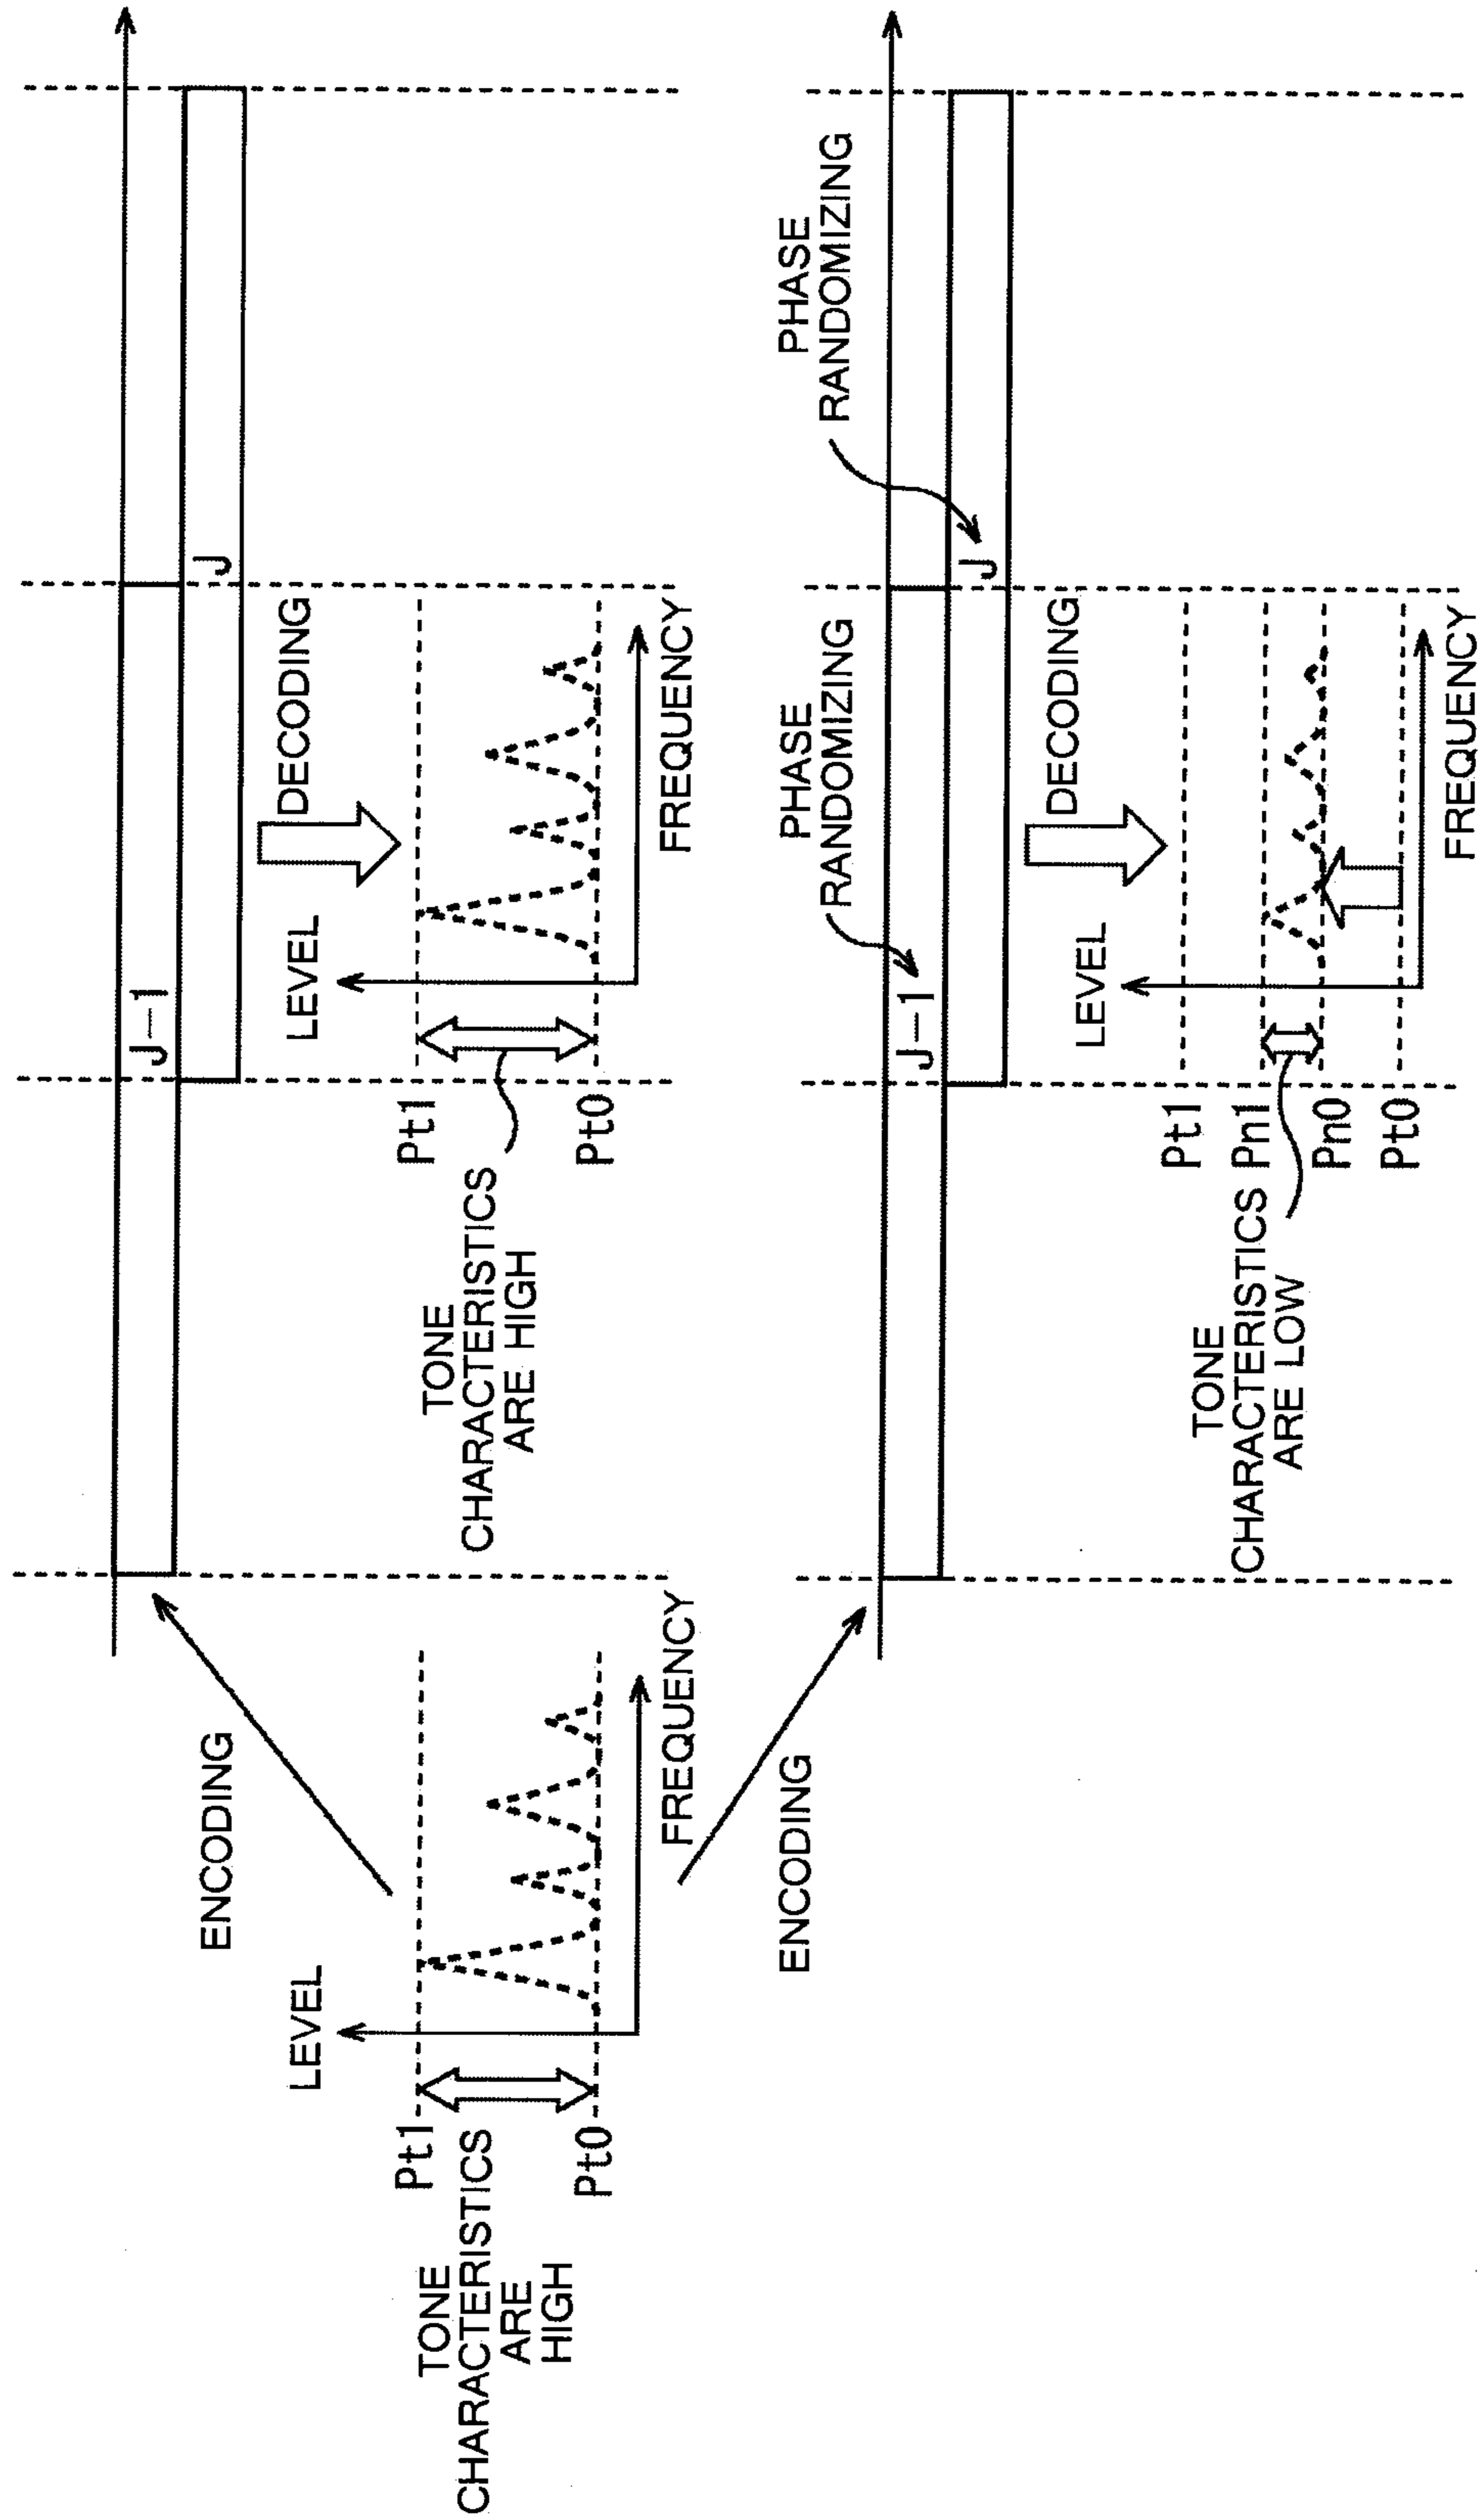 TONE
CHARACTERISTICS
ARE
HIGH
Pt1
Pt0
LEVEL
FREQUENCY
ENCODING
J-1
J
DECODING
LEVEL
FREQUENCY
Pt1
Pt0
TONE
CHARACTERISTICS
ARE HIGH
ENCODING
PHASE
RANDOMIZING
PHASE
RANDOMIZING
J-1
J
DECODING
LEVEL
FREQUENCY
Pt1
Pn1
Pn0
Pt0
TONE
CHARACTERISTICS
ARE LOW